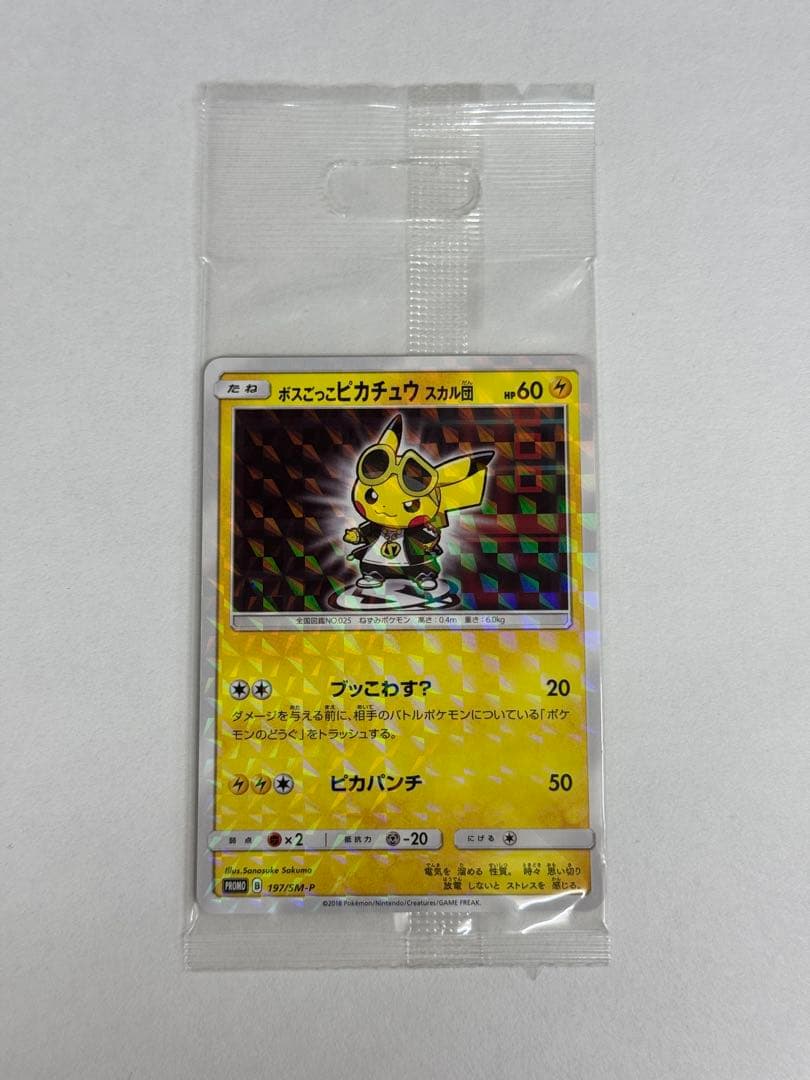 たね ボスごっこピカチュウ スカル団 HP60
全国図鑑NO.025 ねずみポケモン 高さ:0.4m 重さ:6.0kg
ブッこわす? 20
ダメージを与える前に、相手のバトルポケモンについている「ポケ
モンのどうぐ」をトラッシュする。
ピカパンチ 50
弱点 ×2 抵抗力 -20 にげる
Illus.Sanosuke Sakuma
電気を 溜める 性質。 時々 思い切り
放電 しないと ストレスを 感じる。
PROMO B 197/SM-P
©2018 Pokémon/Nintendo/Creatures/GAME FREAK.